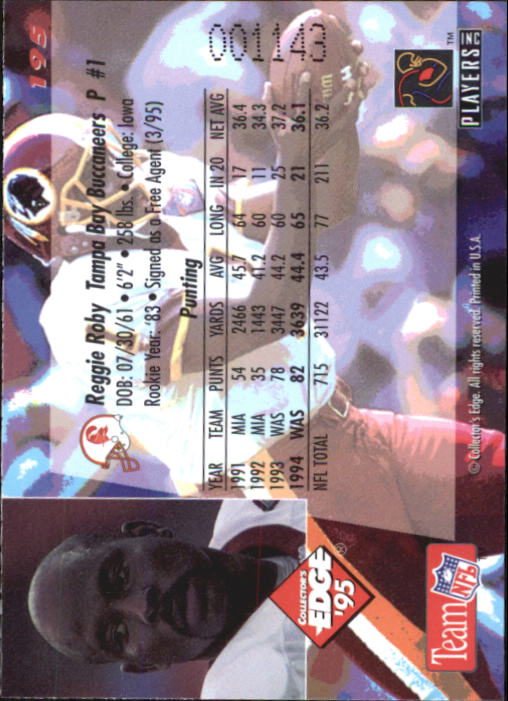 195
001143
Reggie Roby Tampa Bay Buccaneers P #1
DOB: 07/30/61 • 6'2" • 258 lbs. • College: Iowa
Rookie Year: '83 • Signed as a Free Agent (3/95)
Punting
YEAR TEAM PUNTS YARDS AVG LONG IN 20 NET AVG
1991 MIA 54 2466 45.7 64 17 36.4
1992 MIA 35 1443 41.2 60 11 34.3
1993 WAS 78 3447 44.2 60 25 37.2
1994 WAS 82 3639 44.4 65 21 36.1
NFL TOTAL 715 31122 43.5 77 211 36.2
TM
PLAYERS INC
COLLECTOR'S
EDGE ®
'95
Team NFL
© Collector's Edge. All rights reserved. Printed in U.S.A.